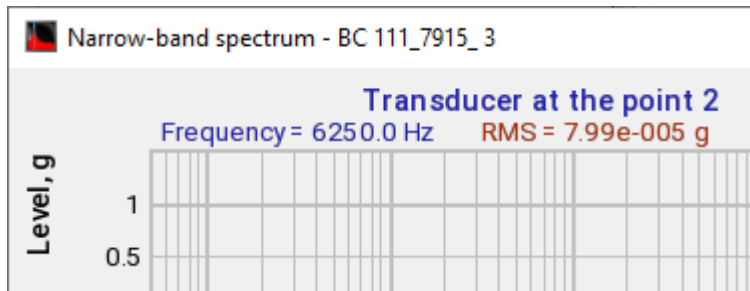 Narrow-band spectrum - BC 111_7915_ 3
Transducer at the point 2
Frequency = 6250.0 Hz RMS = 7.99e-005 g
Level, g
1
0.5